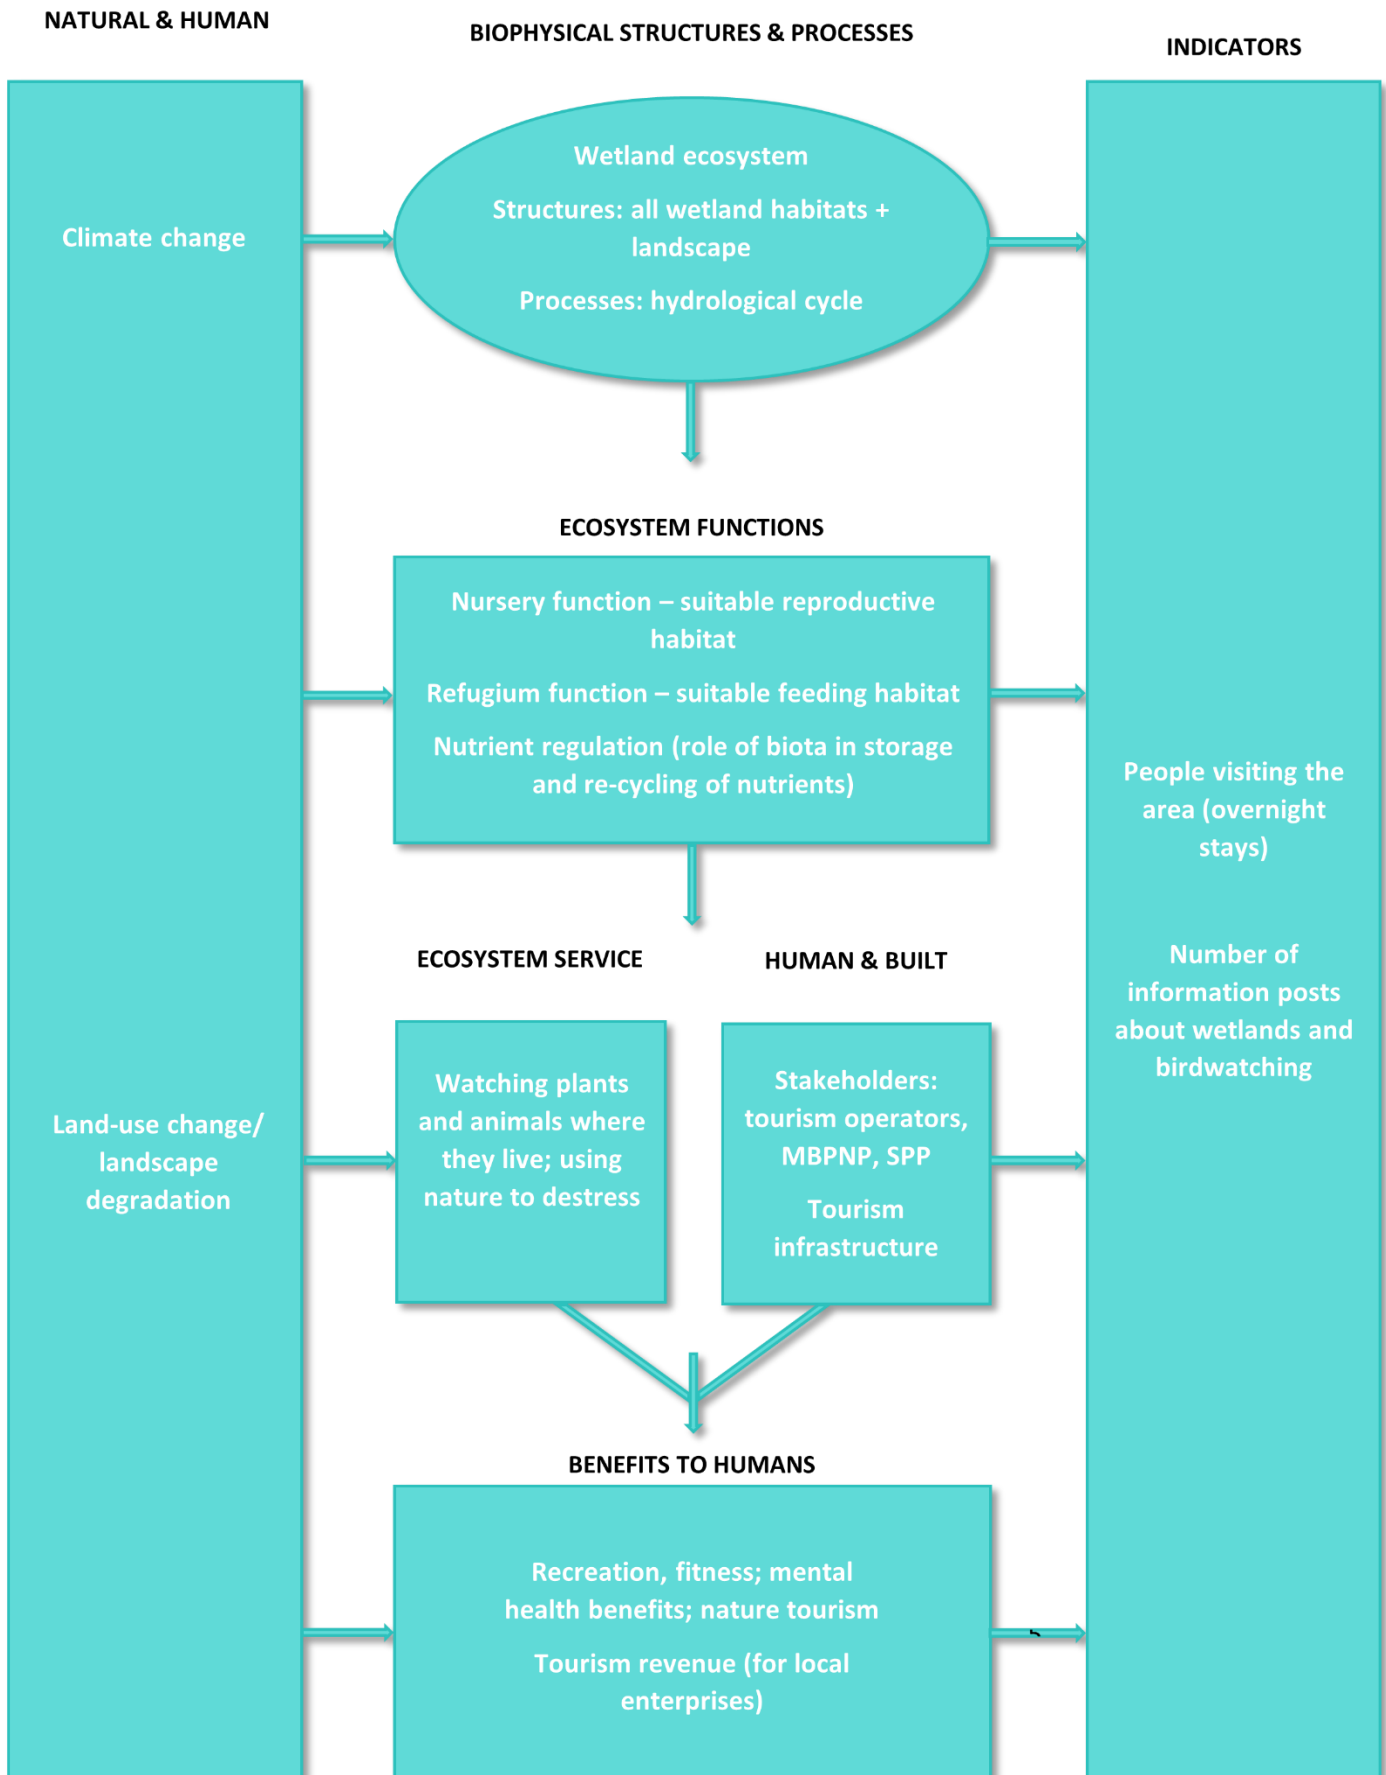 NATURAL & HUMAN
BIOPHYSICAL STRUCTURES & PROCESSES
INDICATORS
Climate change
Land-use change/
landscape
degradation
Wetland ecosystem
Structures: all wetland habitats +
landscape
Processes: hydrological cycle
ECOSYSTEM FUNCTIONS
Nursery function – suitable reproductive
habitat
Refugium function – suitable feeding habitat
Nutrient regulation (role of biota in storage
and re-cycling of nutrients)
ECOSYSTEM SERVICE
Watching plants
and animals where
they live; using
nature to destress
HUMAN & BUILT
Stakeholders:
tourism operators,
MBPNP, SPP
Tourism
infrastructure
BENEFITS TO HUMANS
Recreation, fitness; mental
health benefits; nature tourism
Tourism revenue (for local
enterprises)
People visiting the
area (overnight
stays)
Number of
information posts
about wetlands and
birdwatching